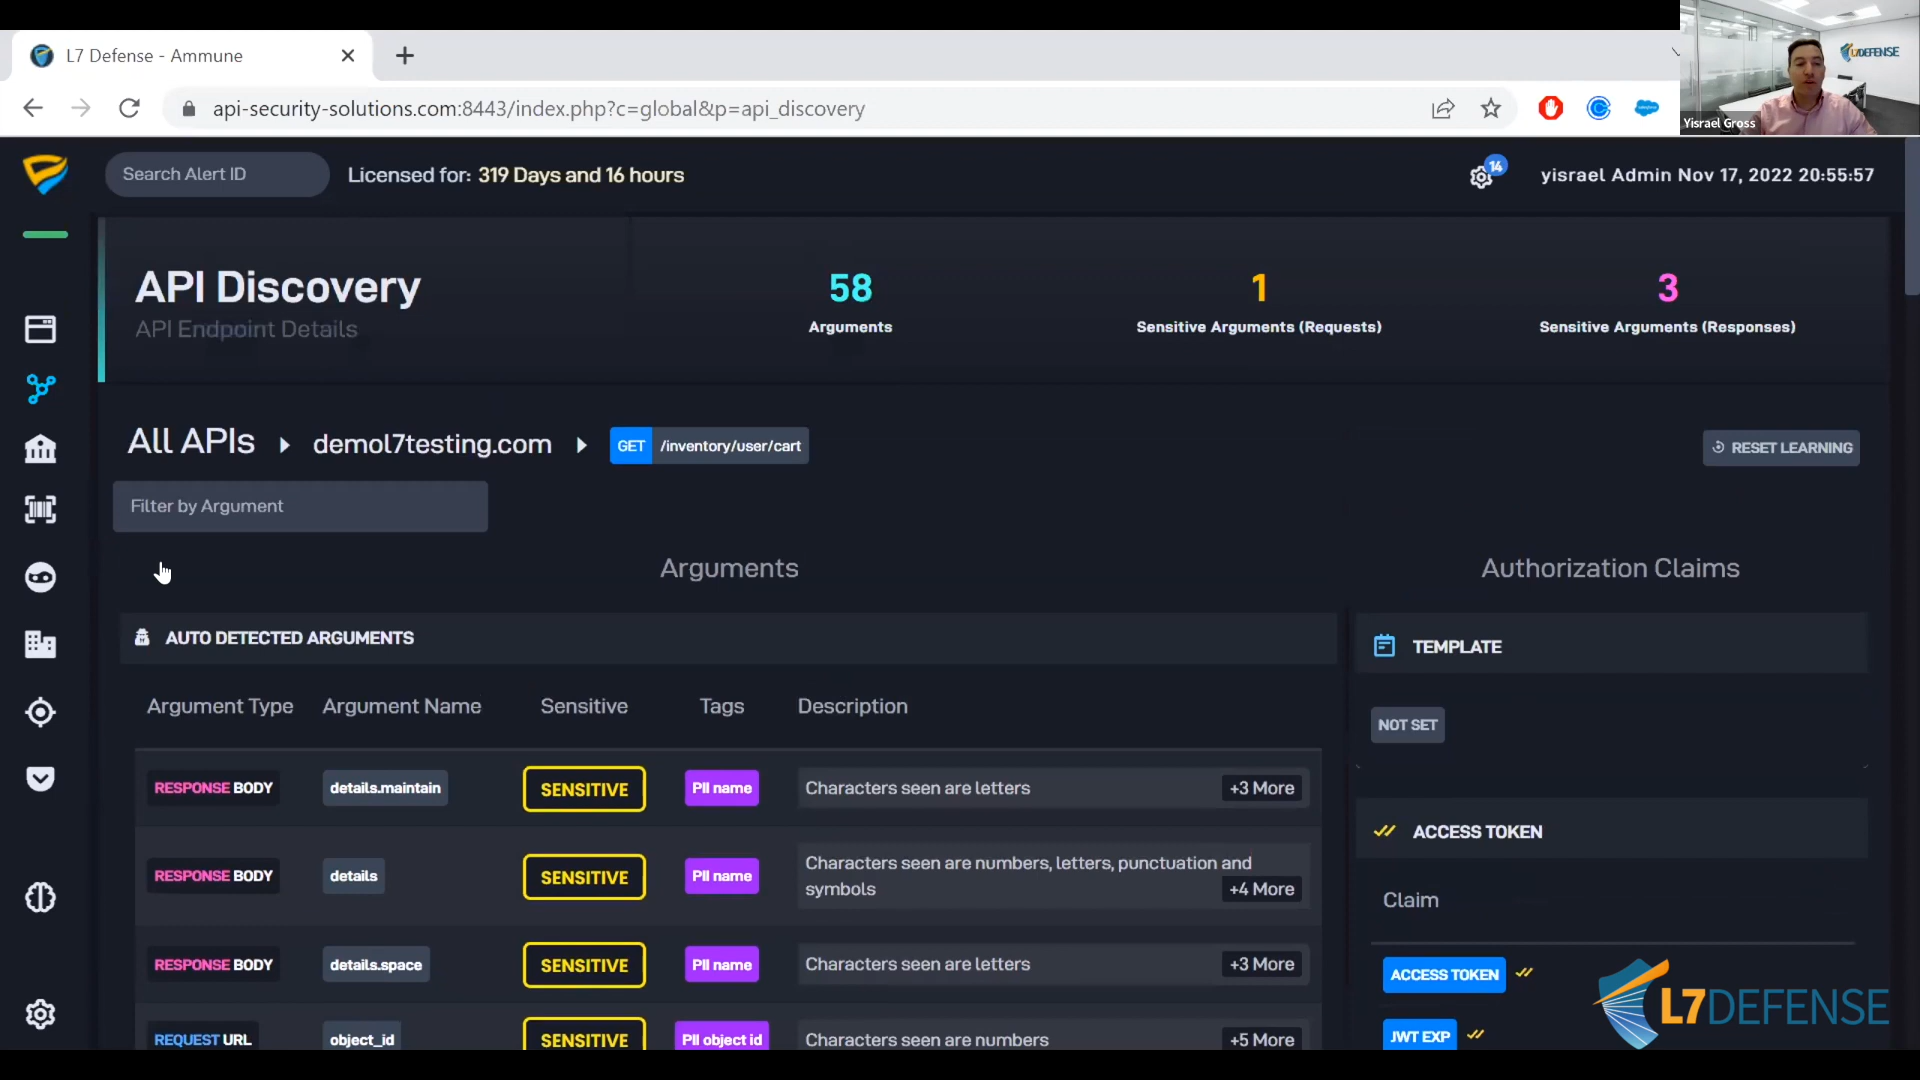 L7 Defense - Ammune
api-security-solutions.com:8443/index.php?c=global&p=api_discovery
L7DEFENSE
Yisrael Gross
Search Alert ID
Licensed for: 319 Days and 16 hours
14
yisrael Admin Nov 17, 2022 20:55:57
API Discovery
API Endpoint Details
58
Arguments
1
Sensitive Arguments (Requests)
3
Sensitive Arguments (Responses)
All APIs
demol7testing.com
GET /inventory/user/cart
RESET LEARNING
Filter by Argument
Arguments
Authorization Claims
AUTO DETECTED ARGUMENTS
Argument Type Argument Name Sensitive Tags Description
RESPONSE BODY details.maintain SENSITIVE PII name Characters seen are letters +3 More
RESPONSE BODY details SENSITIVE PII name Characters seen are numbers, letters, punctuation and
symbols +4 More
RESPONSE BODY details.space SENSITIVE PII name Characters seen are letters +3 More
REQUEST URL object_id SENSITIVE PII object id Characters seen are numbers +5 More
TEMPLATE
NOT SET
ACCESS TOKEN
Claim
ACCESS TOKEN
JWT EXP
L7DEFENSE